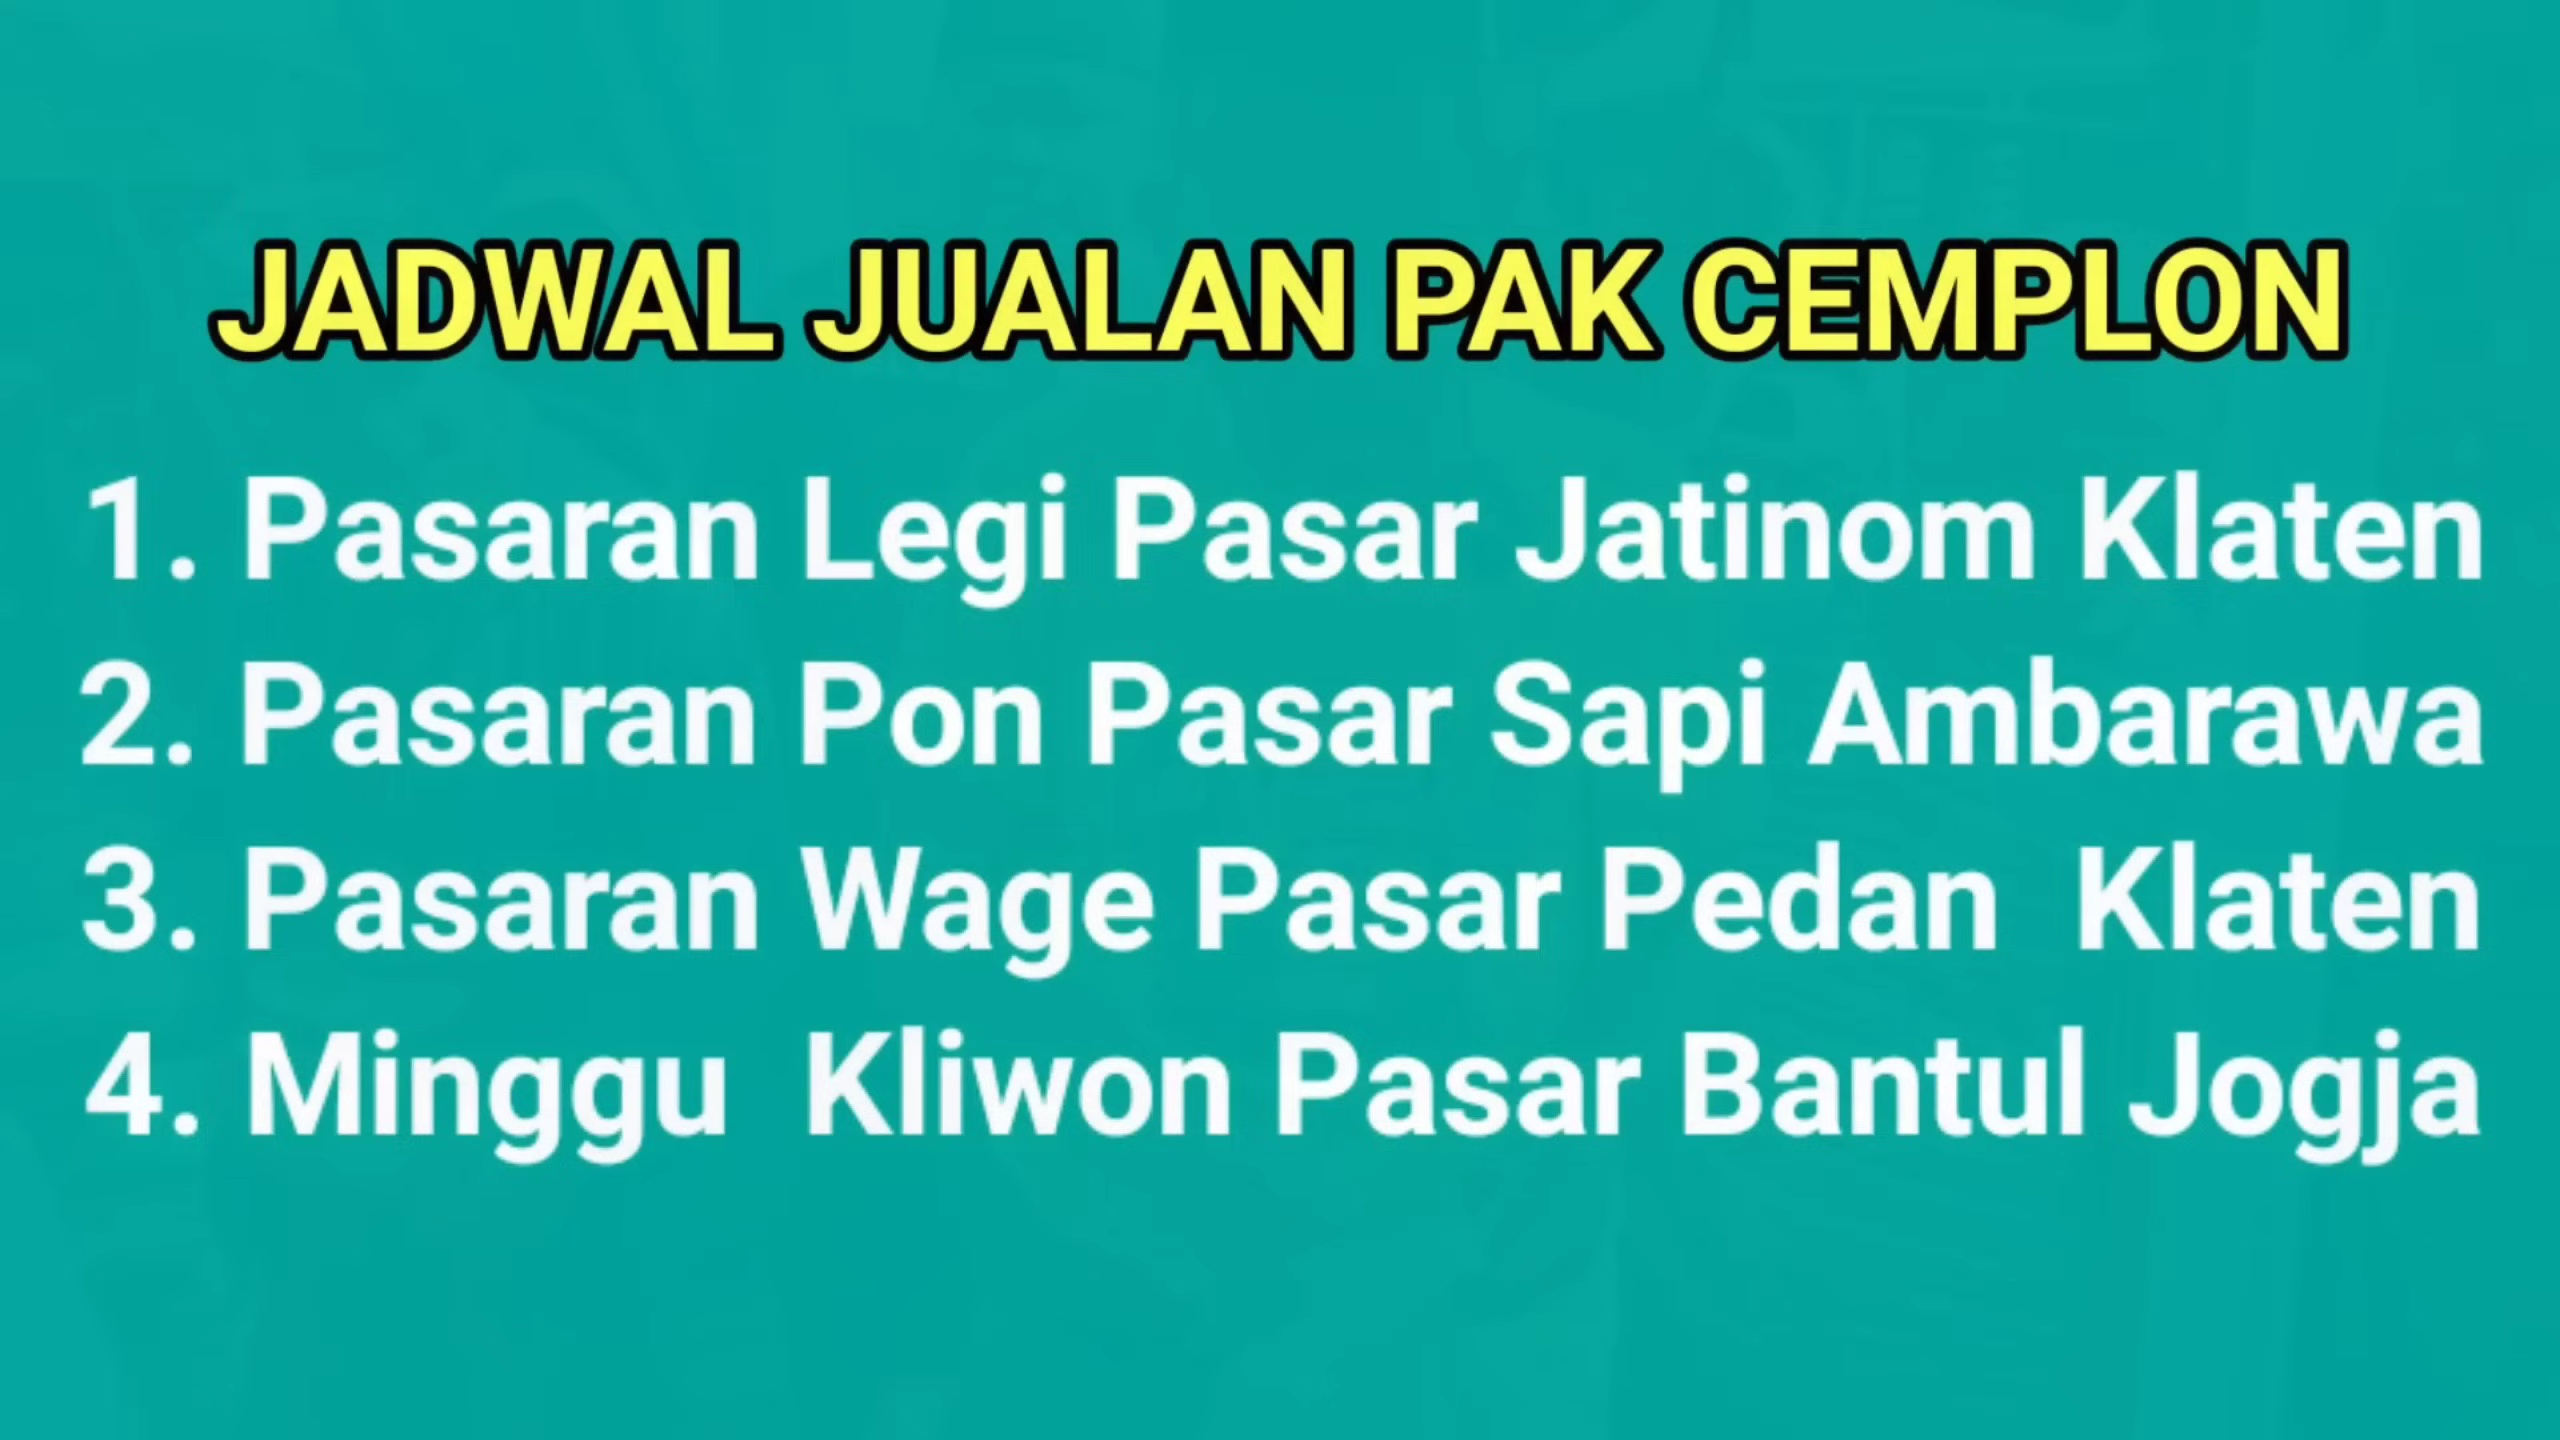 JADWAL JUALAN PAK CEMPLON
1. Pasaran Legi Pasar Jatinom Klaten
2. Pasaran Pon Pasar Sapi Ambarawa
3. Pasaran Wage Pasar Pedan  Klaten
4. Minggu  Kliwon Pasar Bantul Jogja